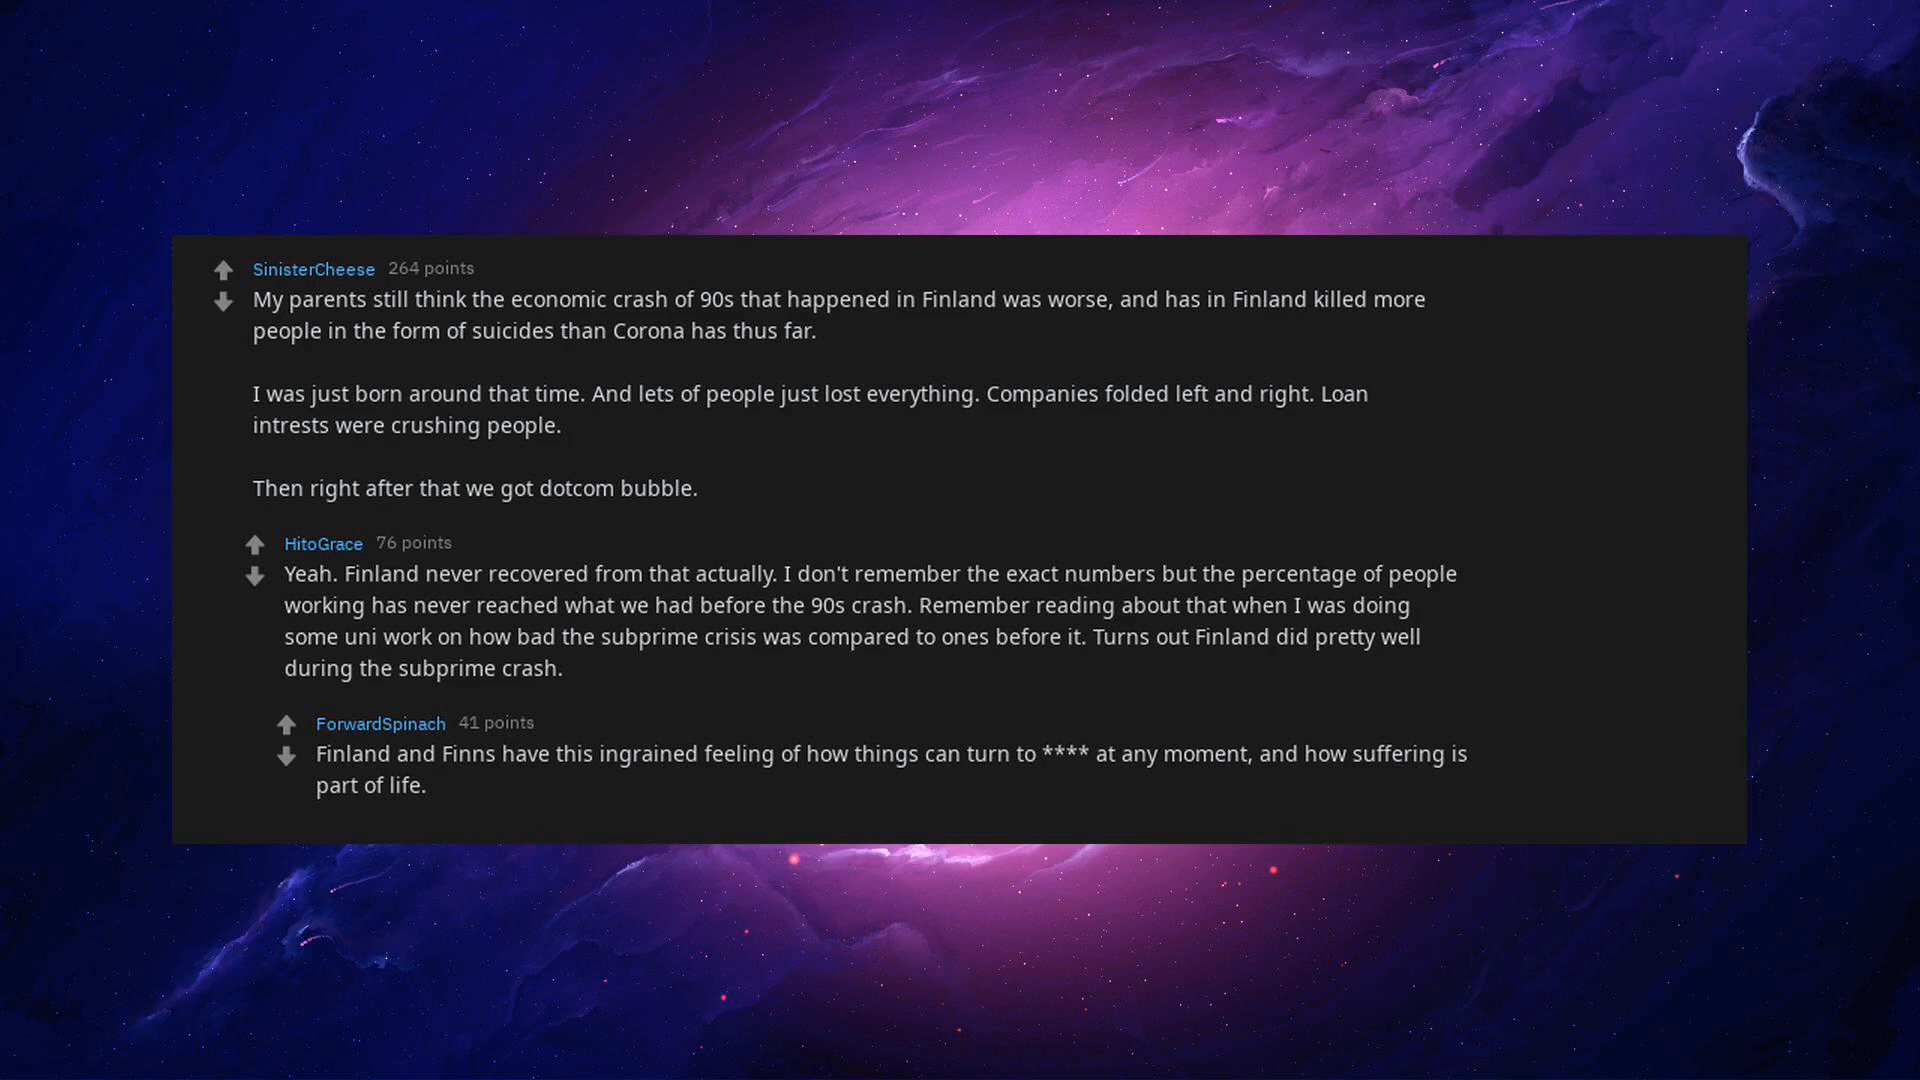 SinisterCheese 264 points
My parents still think the economic crash of 90s that happened in Finland was worse, and has in Finland killed more
people in the form of suicides than Corona has thus far.
I was just born around that time. And lets of people just lost everything. Companies folded left and right. Loan
intrests were crushing people.
Then right after that we got dotcom bubble.
HitoGrace 76 points
Yeah. Finland never recovered from that actually. I don't remember the exact numbers but the percentage of people
working has never reached what we had before the 90s crash. Remember reading about that when I was doing
some uni work on how bad the subprime crisis was compared to ones before it. Turns out Finland did pretty well
during the subprime crash.
ForwardSpinach 41 points
Finland and Finns have this ingrained feeling of how things can turn to **** at any moment, and how suffering is
part of life.